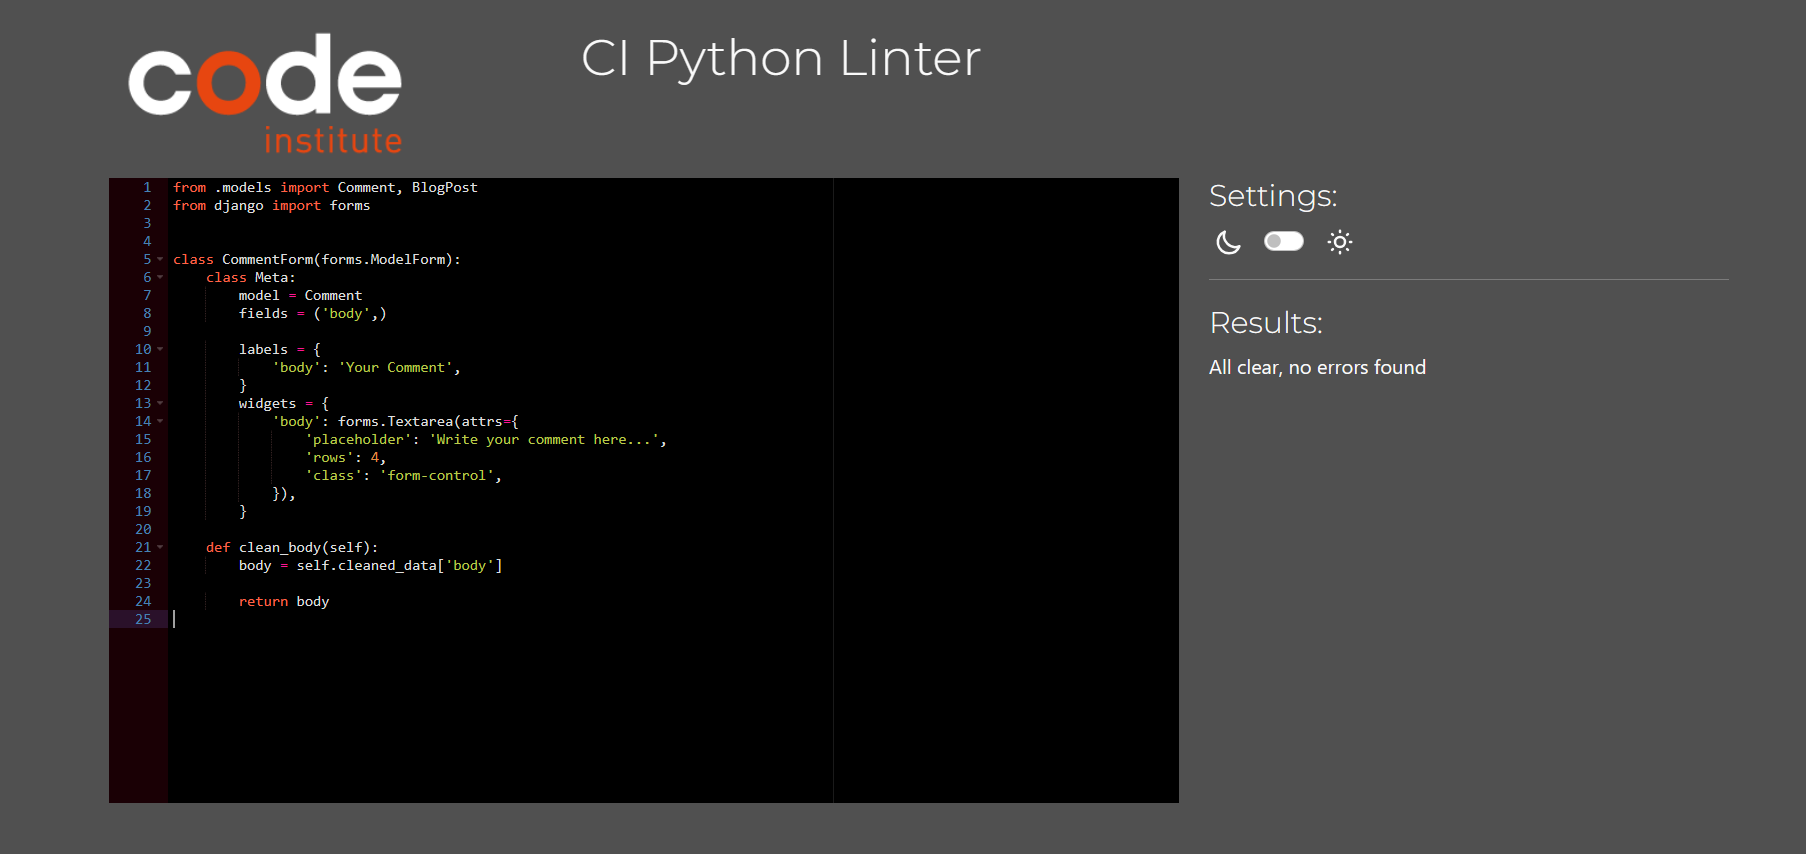 code
institute
CI Python Linter
1 from .models import Comment, BlogPost
2 from django import forms
3
4
5 class CommentForm(forms.ModelForm):
6     class Meta:
7         model = Comment
8         fields = ('body',)
9
10         labels = {
11             'body': 'Your Comment',
12         }
13         widgets = {
14             'body': forms.Textarea(attrs={
15                 'placeholder': 'Write your comment here...',
16                 'rows': 4,
17                 'class': 'form-control',
18             }),
19         }
20
21     def clean_body(self):
22         body = self.cleaned_data['body']
23
24         return body
25
Settings:
Results:
All clear, no errors found